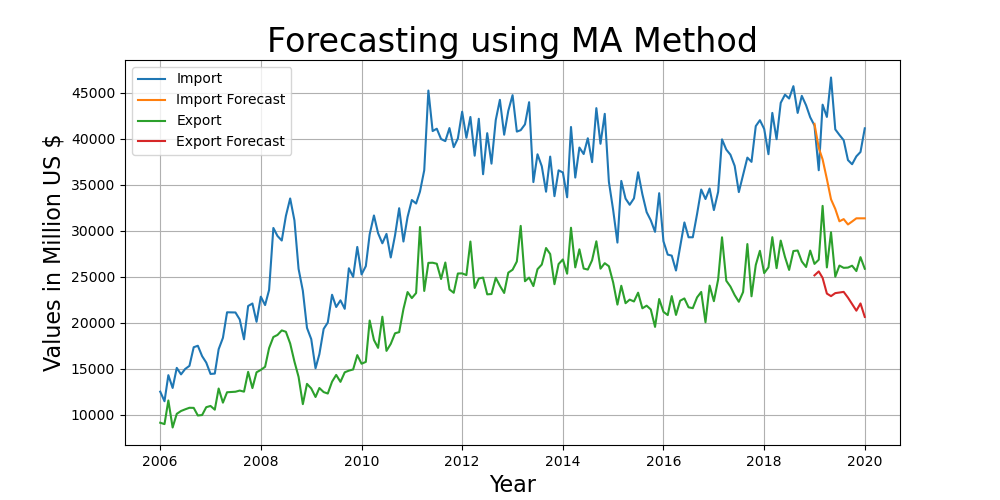 Forecasting using MA Method
Import
Import Forecast
Export
Export Forecast
Values in Million US $
45000
40000
35000
30000
25000
20000
15000
10000
2006 2008 2010 2012 2014 2016 2018 2020
Year